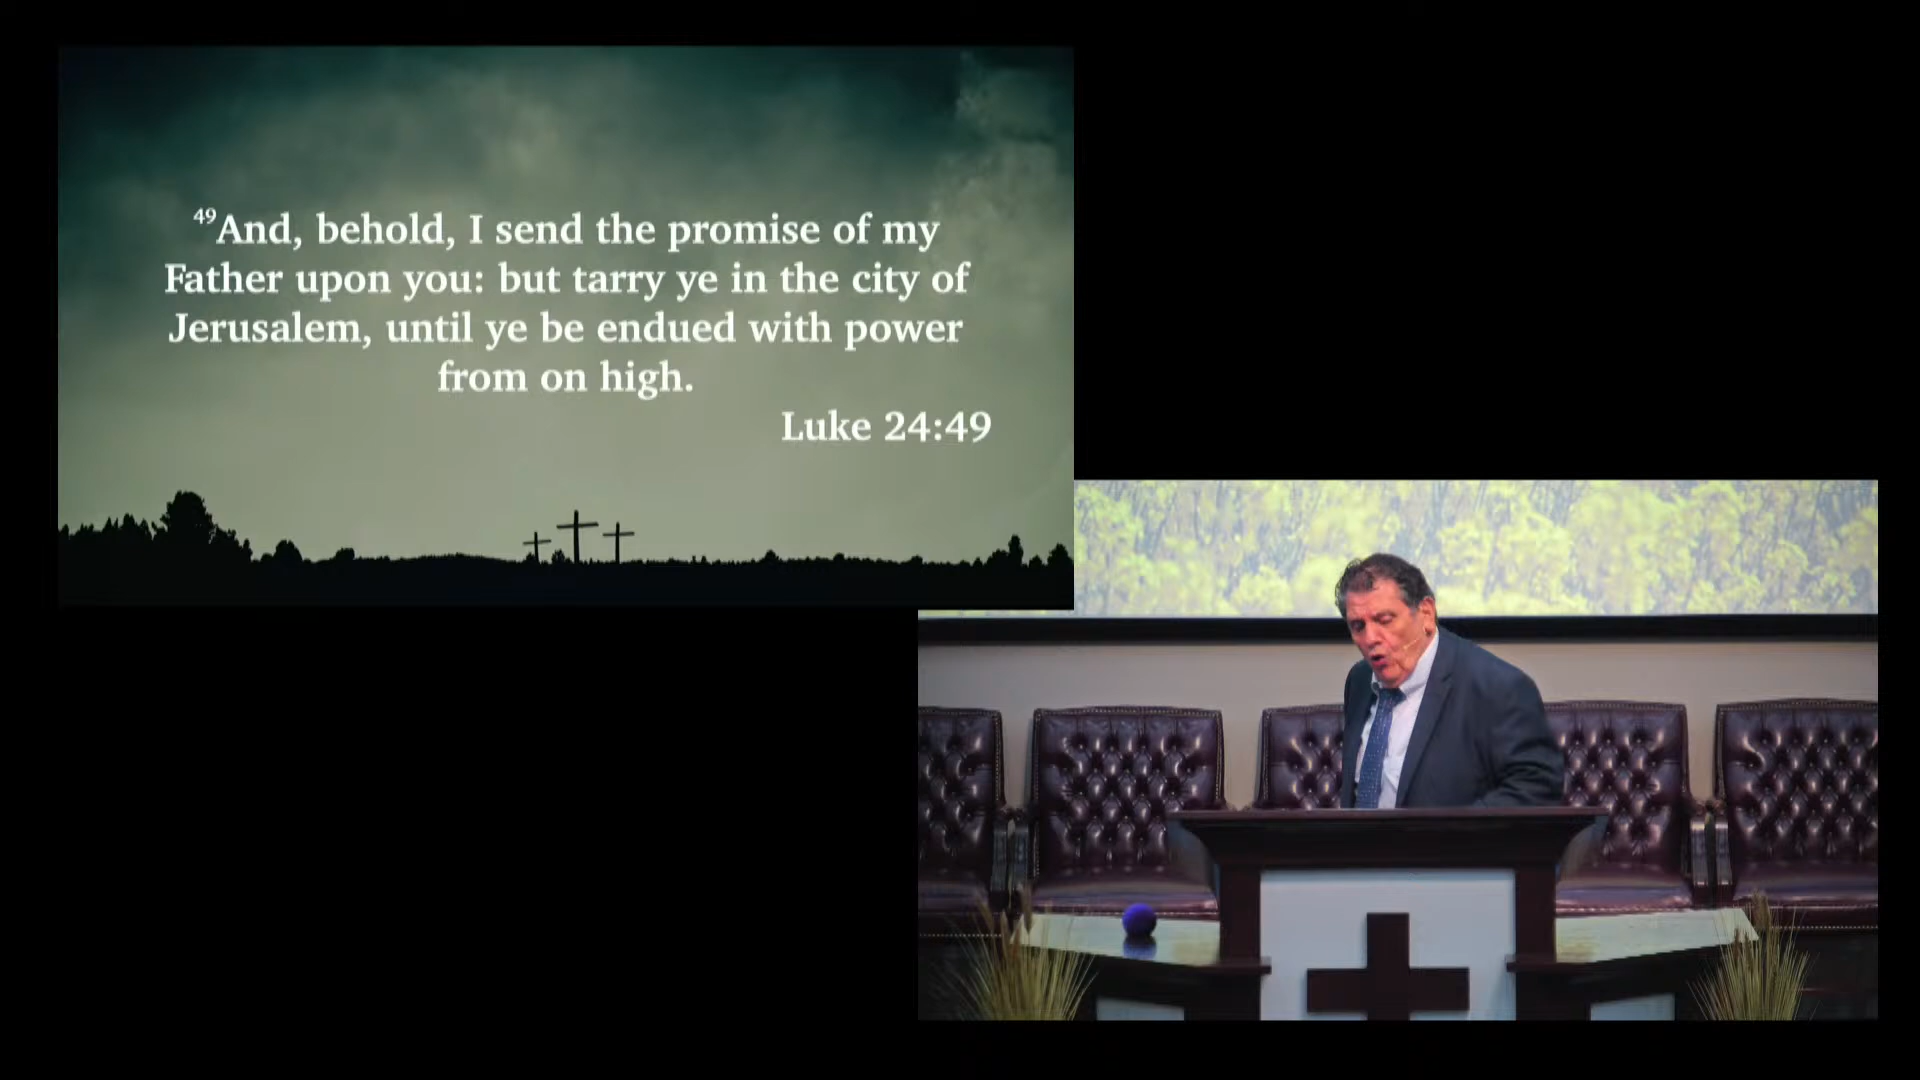 49And, behold, I send the promise of my
Father upon you: but tarry ye in the city of
Jerusalem, until ye be endued with power
from on high.
Luke 24:49